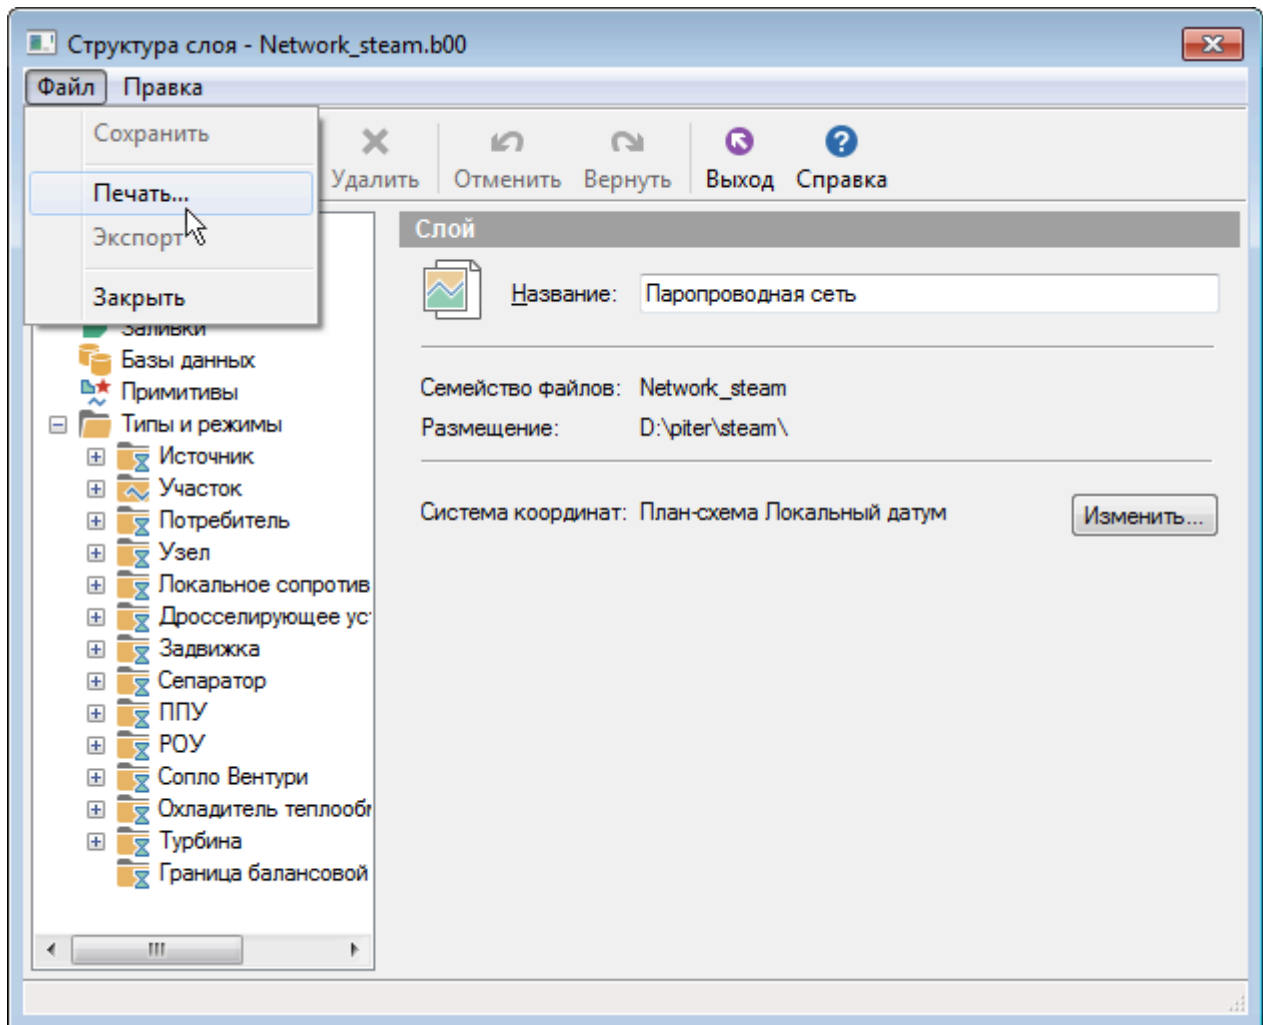 Структура слоя - Network_steam.b00
Файл Правка
Сохранить
Печать...
Экспорт
Закрыть
Удалить Отменить Вернуть Выход Справка
Слой
Название: Паропроводная сеть
Семейство файлов: Network_steam
Размещение: D:\piter\steam\
Система координат: План-схема Локальный датум
Изменить...
Заливки
Базы данных
Примитивы
Типы и режимы
Источник
Участок
Потребитель
Узел
Локальное сопротив
Дросселирующее ус
Задвижка
Сепаратор
ППУ
РОУ
Сопло Вентури
Охладитель теплооб
Турбина
Граница балансовой